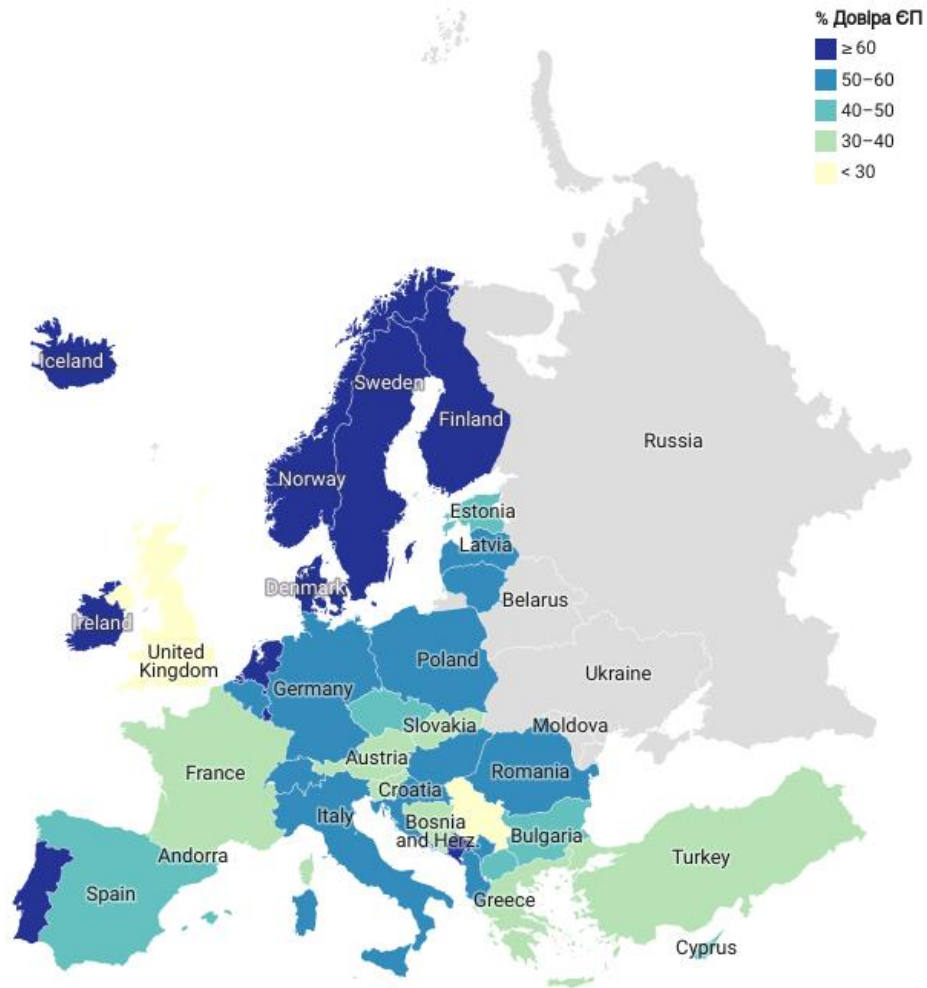 % Довіра ЄП
≥ 60
50–60
40–50
30–40
< 30
Iceland
Sweden
Finland
Norway
Russia
Estonia
Latvia
Denmark
Belarus
Ireland
United
Kingdom
Poland
Germany
Ukraine
Slovakia
Moldova
Austria
France
Romania
Croatia
Italy
Bosnia
and Herz.
Bulgaria
Andorra
Turkey
Spain
Greece
Cyprus